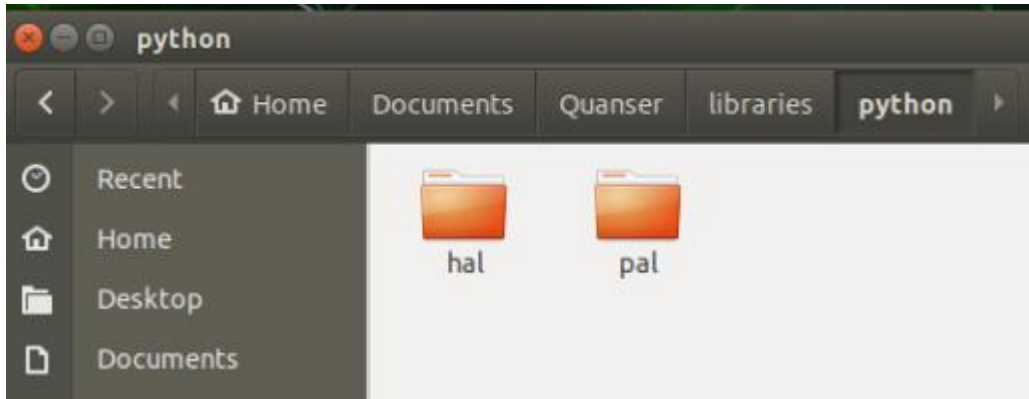 python
Home Documents Quanser libraries python
Recent
Home
Desktop
Documents
hal pal